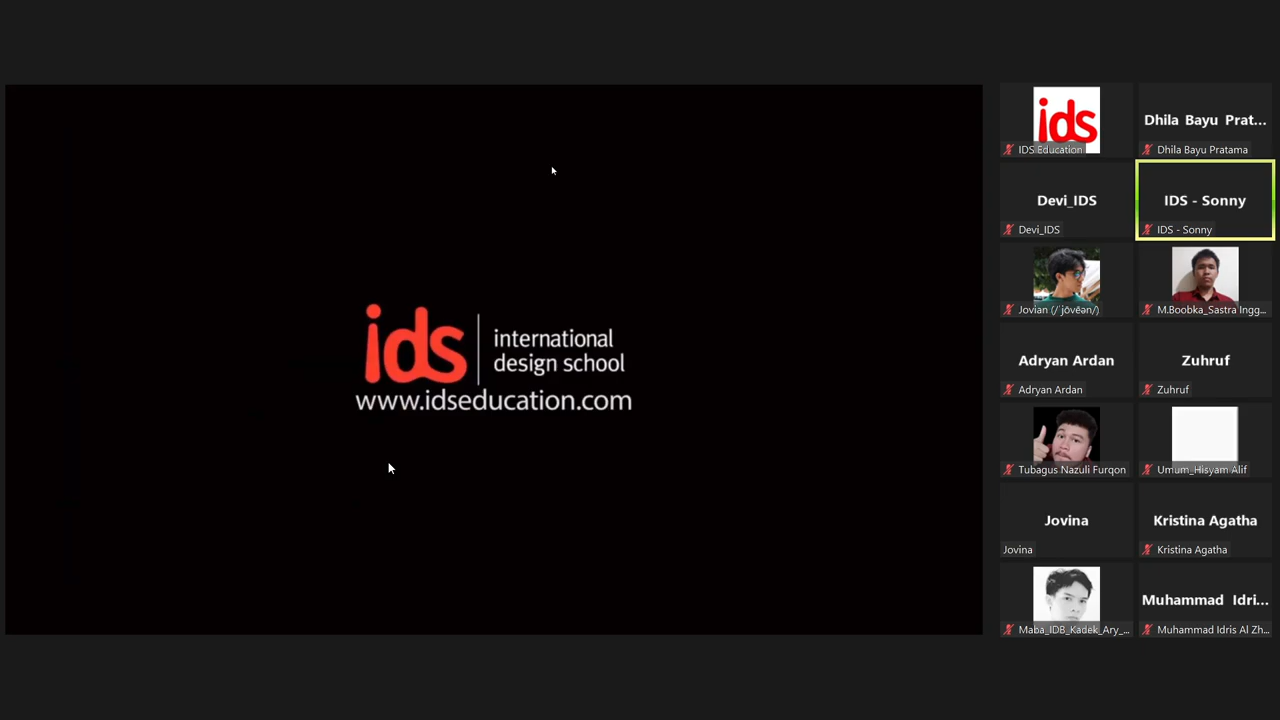 ids
international
design school
www.idseducation.com
ids
IDS Education
Dhila Bayu Prat...
Dhila Bayu Pratama
Devi_IDS
Devi_IDS
IDS - Sonny
IDS - Sonny
Jovian (/ˈjōvēən/)
M.Boobka_Sastra Ingg...
Adryan Ardan
Adryan Ardan
Zuhruf
Zuhruf
Tubagus Nazuli Furqon
Umum_Hisyam Alif
Jovina
Jovina
Kristina Agatha
Kristina Agatha
Maba_IDB_Kadek_Ary_...
Muhammad Idri...
Muhammad Idris Al Zh...